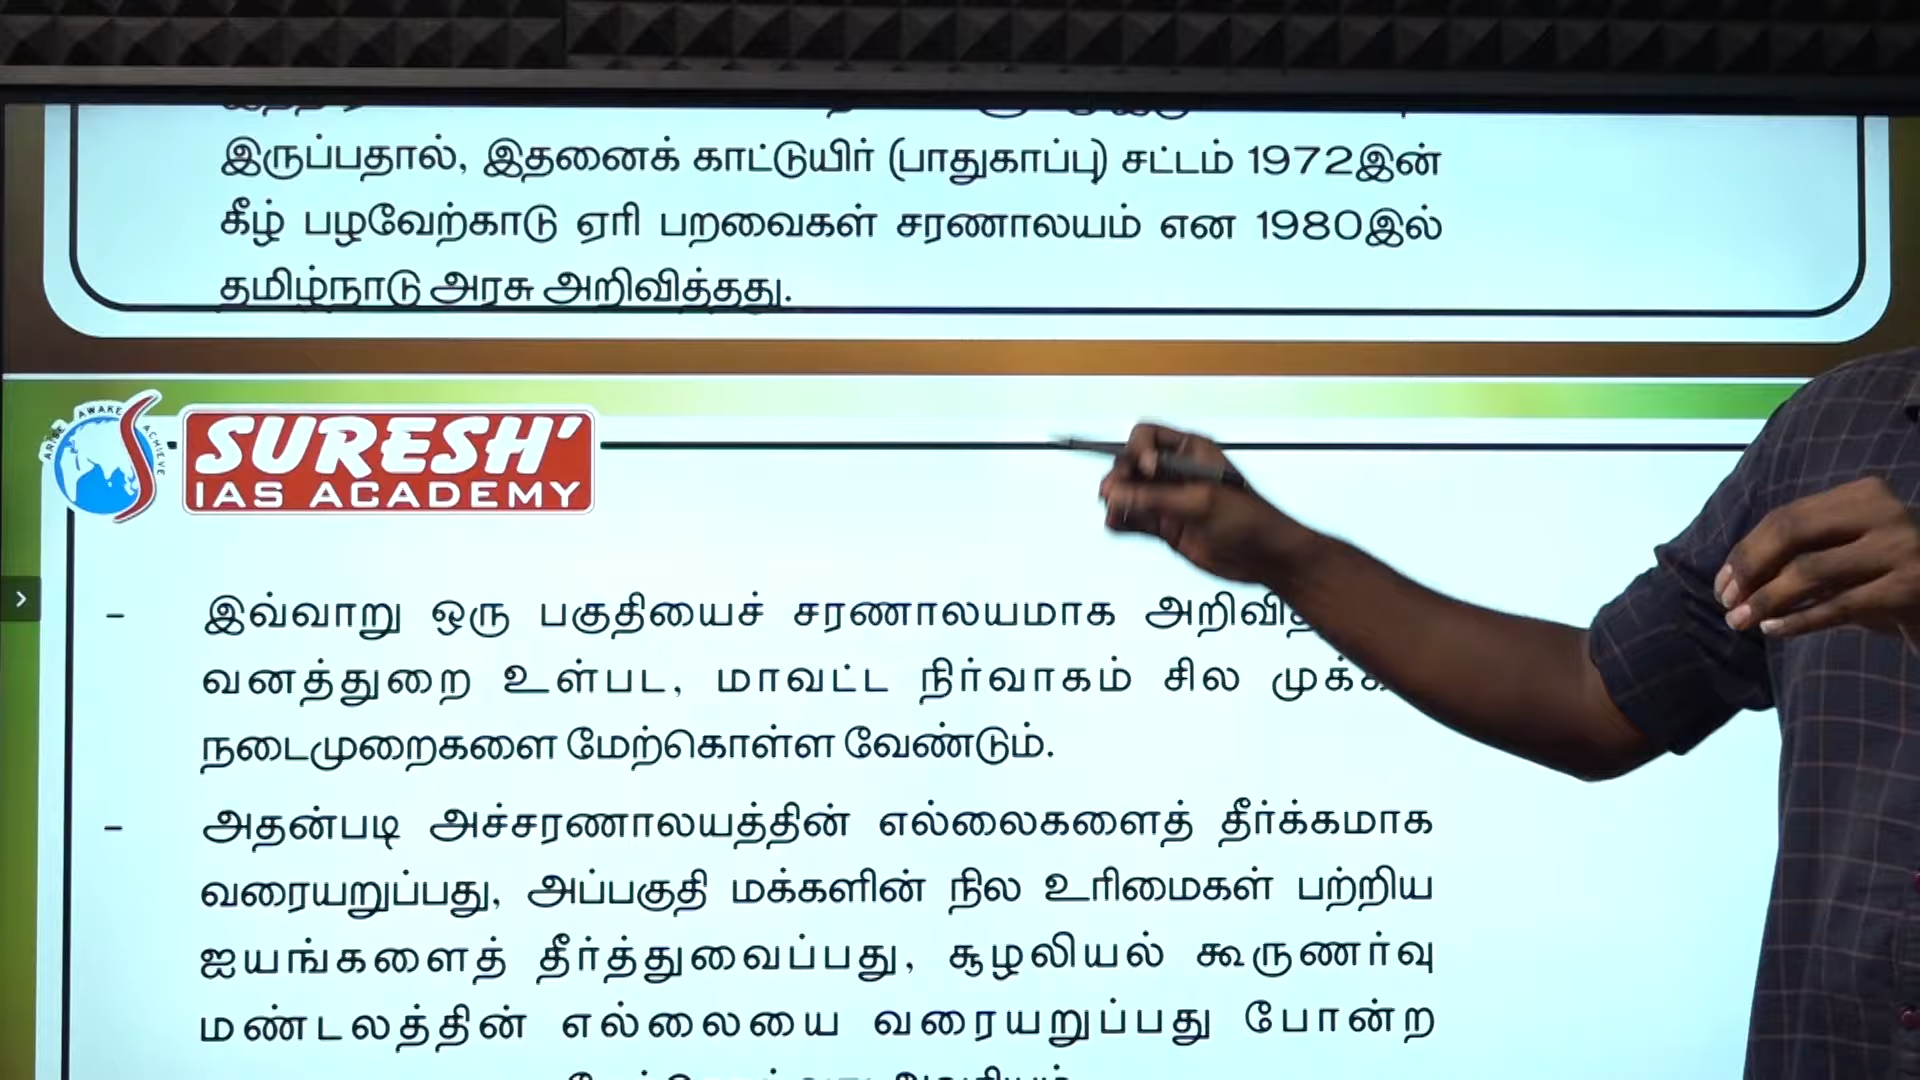 இருப்பதால், இதனைக் காட்டுயிர் (பாதுகாப்பு) சட்டம் 1972இன்
கீழ் பழவேற்காடு ஏரி பறவைகள் சரணாலயம் என 1980இல்
தமிழ்நாடு அரசு அறிவித்தது.
ARISE AWAKE ACHIEVE
SURESH'
IAS ACADEMY
- இவ்வாறு ஒரு பகுதியைச் சரணாலயமாக
வனத்துறை உள்பட, மாவட்ட நிர்வாகம் சில
நடைமுறைகளை மேற்கொள்ள வேண்டும்.
- அதன்படி அச்சரணாலயத்தின் எல்லைகளைத் தீர்க்கமாக
வரையறுப்பது, அப்பகுதி மக்களின் நில உரிமைகள் பற்றிய
ஐயங்களைத் தீர்த்துவைப்பது, சூழலியல் கூருணர்வு
மண்டலத்தின் எல்லையை வரையறுப்பது போன்ற